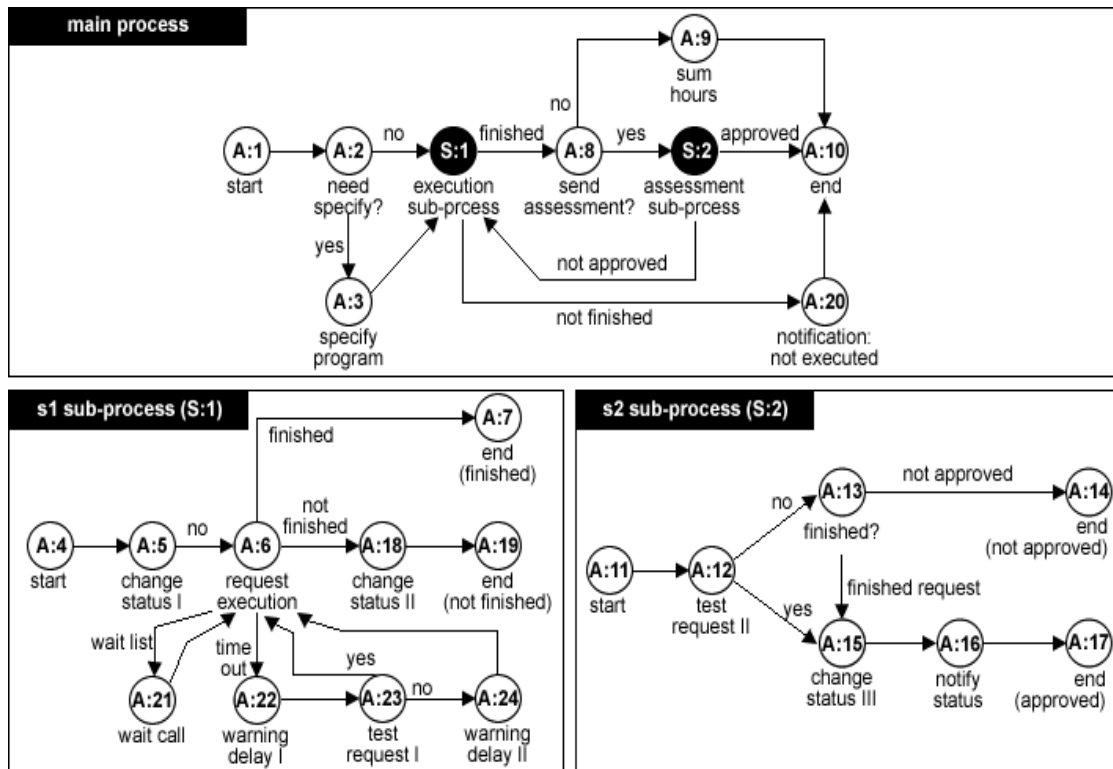 main process
A:9
sum
hours
no
no
finished
yes
approved
A:1
A:2
S:1
A:8
S:2
A:10
start
need
specify?
execution
sub-prcess
send
assessment?
assessment
sub-prcess
end
yes
not approved
A:3
A:20
not finished
specify
program
notification:
not executed
s1 sub-process (S:1)
A:7
finished
end
(finished)
no
not
finished
A:4
A:5
A:6
A:18
A:19
start
change
status I
request
execution
change
status II
end
(not finished)
wait list
time
out
yes
no
A:21
A:22
A:23
A:24
wait call
warning
delay I
test
request I
warning
delay II
s2 sub-process (S:2)
not approved
no
A:13
A:14
finished?
end
(not approved)
A:11
A:12
start
test
request II
finished request
yes
A:15
A:16
A:17
change
status III
notify
status
end
(approved)